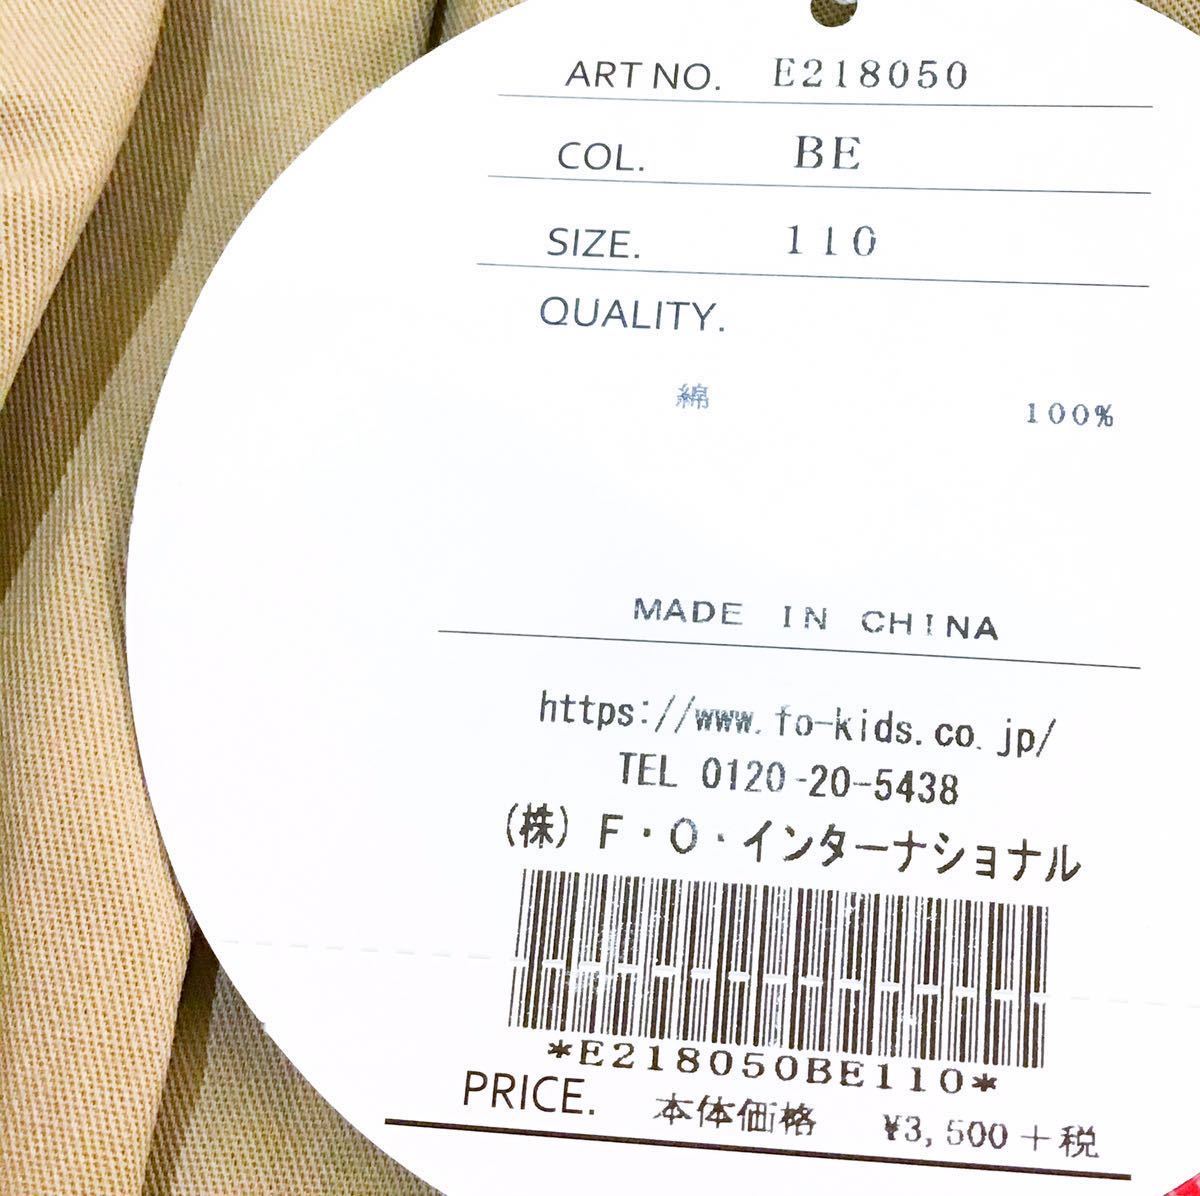 ART NO. E218050
COL. BE
SIZE. 110
QUALITY.
綿 100%
MADE IN CHINA
https://www.fo-kids.co.jp/
TEL 0120-20-5438
(株) F・O・インターナショナル
*E218050BE110*
PRICE. 本体価格 ¥3,500+税